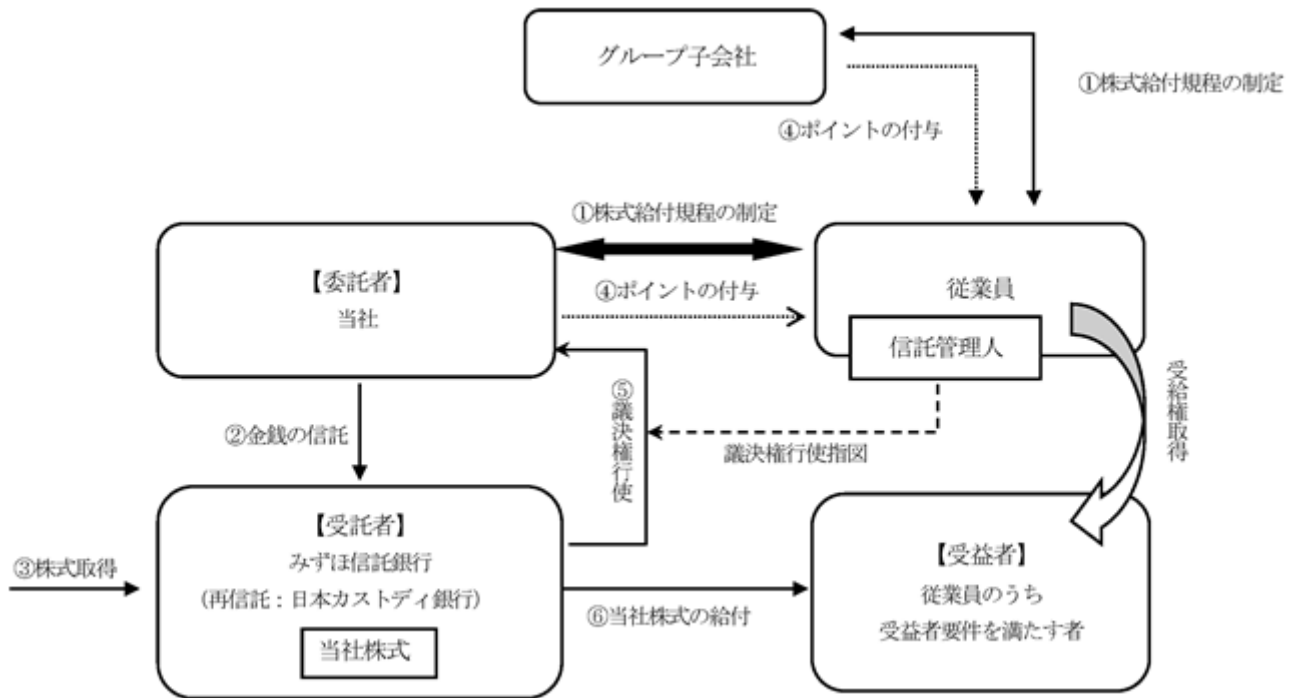 グループ子会社
①株式給付規程の制定
④ポイントの付与
①株式給付規程の制定
【委託者】
当社
④ポイントの付与
従業員
信託管理人
②金銭の信託
⑤議決権行使
議決権行使指図
受給権取得
③株式取得
【受託者】
みずほ信託銀行
(再信託：日本カストディ銀行)
当社株式
⑥当社株式の給付
【受益者】
従業員のうち
受益者要件を満たす者